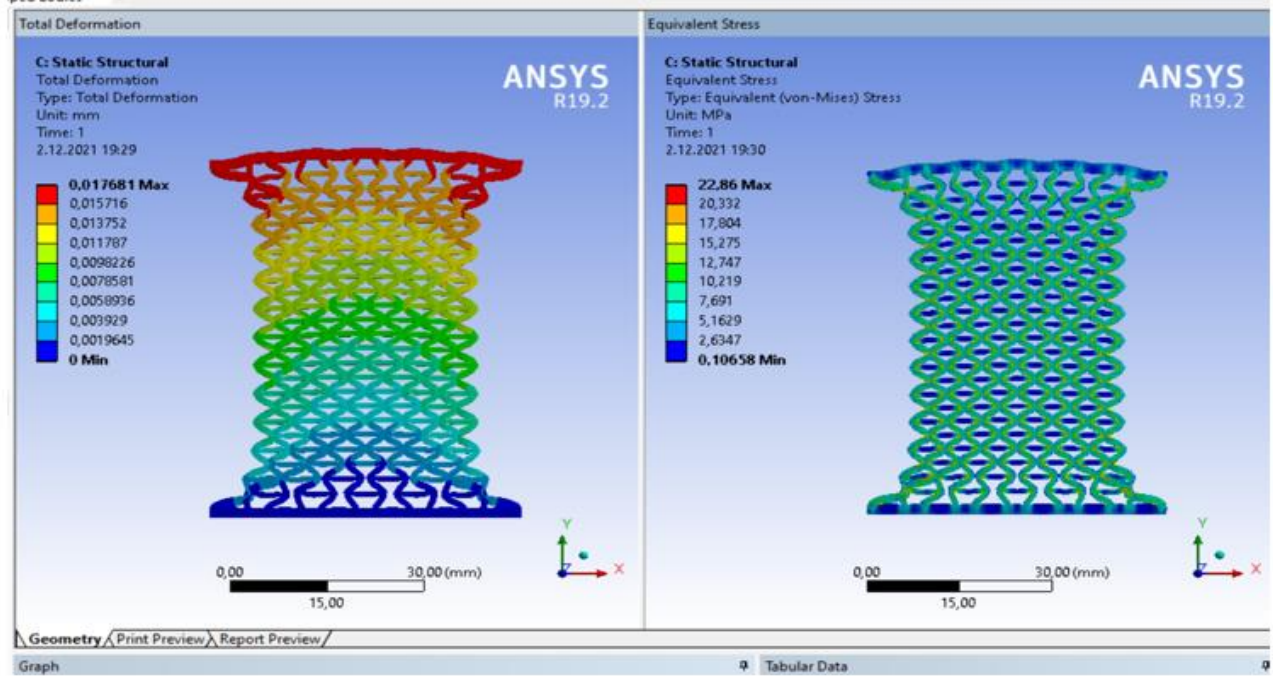 Total Deformation
C: Static Structural
Total Deformation
Type: Total Deformation
Unit: mm
Time: 1
2.12.2021 19:29
ANSYS
R19.2
0,017681 Max
0,015716
0,013752
0,011787
0,0098226
0,0078581
0,0058936
0,003929
0,0019645
0 Min
Y
X
Z
0,00 30,00 (mm)
15,00
Equivalent Stress
C: Static Structural
Equivalent Stress
Type: Equivalent (von-Mises) Stress
Unit: MPa
Time: 1
2.12.2021 19:30
ANSYS
R19.2
22,86 Max
20,332
17,804
15,275
12,747
10,219
7,691
5,1629
2,6347
0,10658 Min
Y
X
Z
0,00 30,00 (mm)
15,00
Geometry Print Preview Report Preview
Graph
Tabular Data